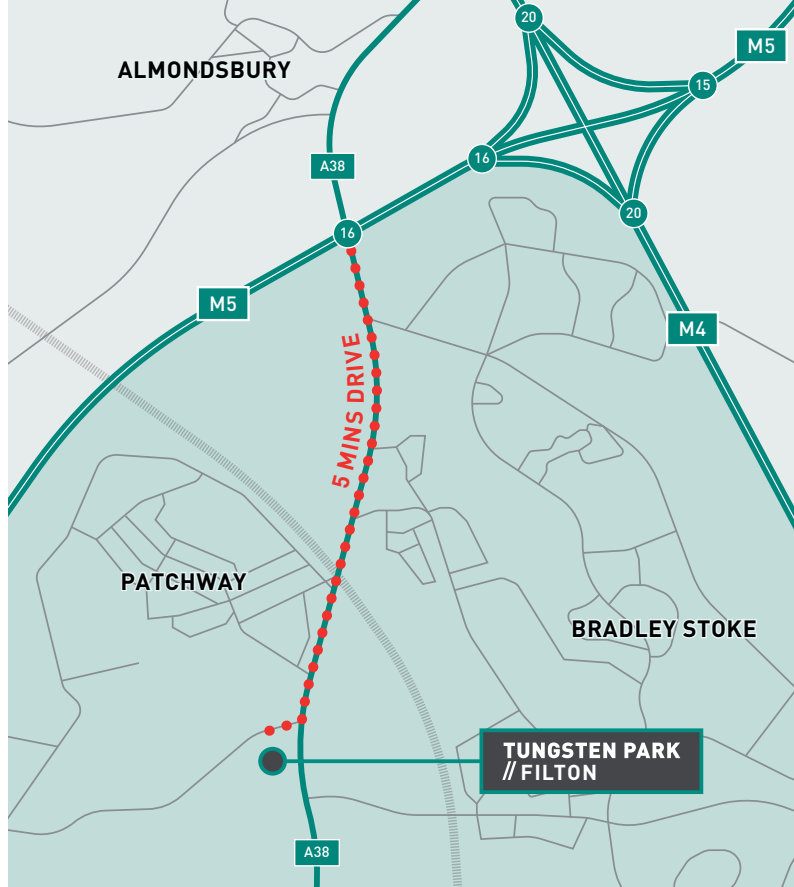 20
M5
ALMONDSBURY
15
A38
16
16
20
M5
M4
5 MINS DRIVE
PATCHWAY
BRADLEY STOKE
TUNGSTEN PARK
// FILTON
A38